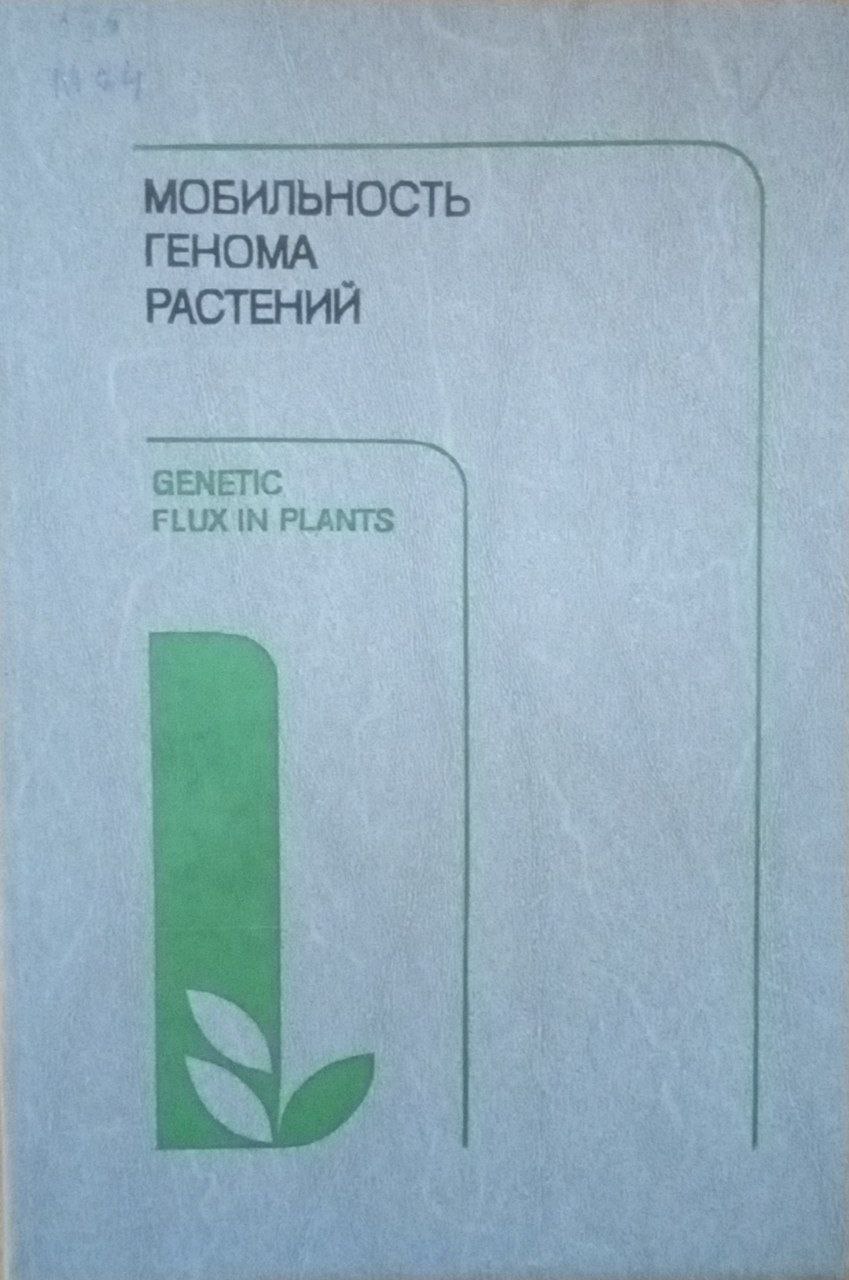 МОБИЛЬНОСТЬ
ГЕНОМА
РАСТЕНИЙ
GENETIC
FLUX IN PLANTS